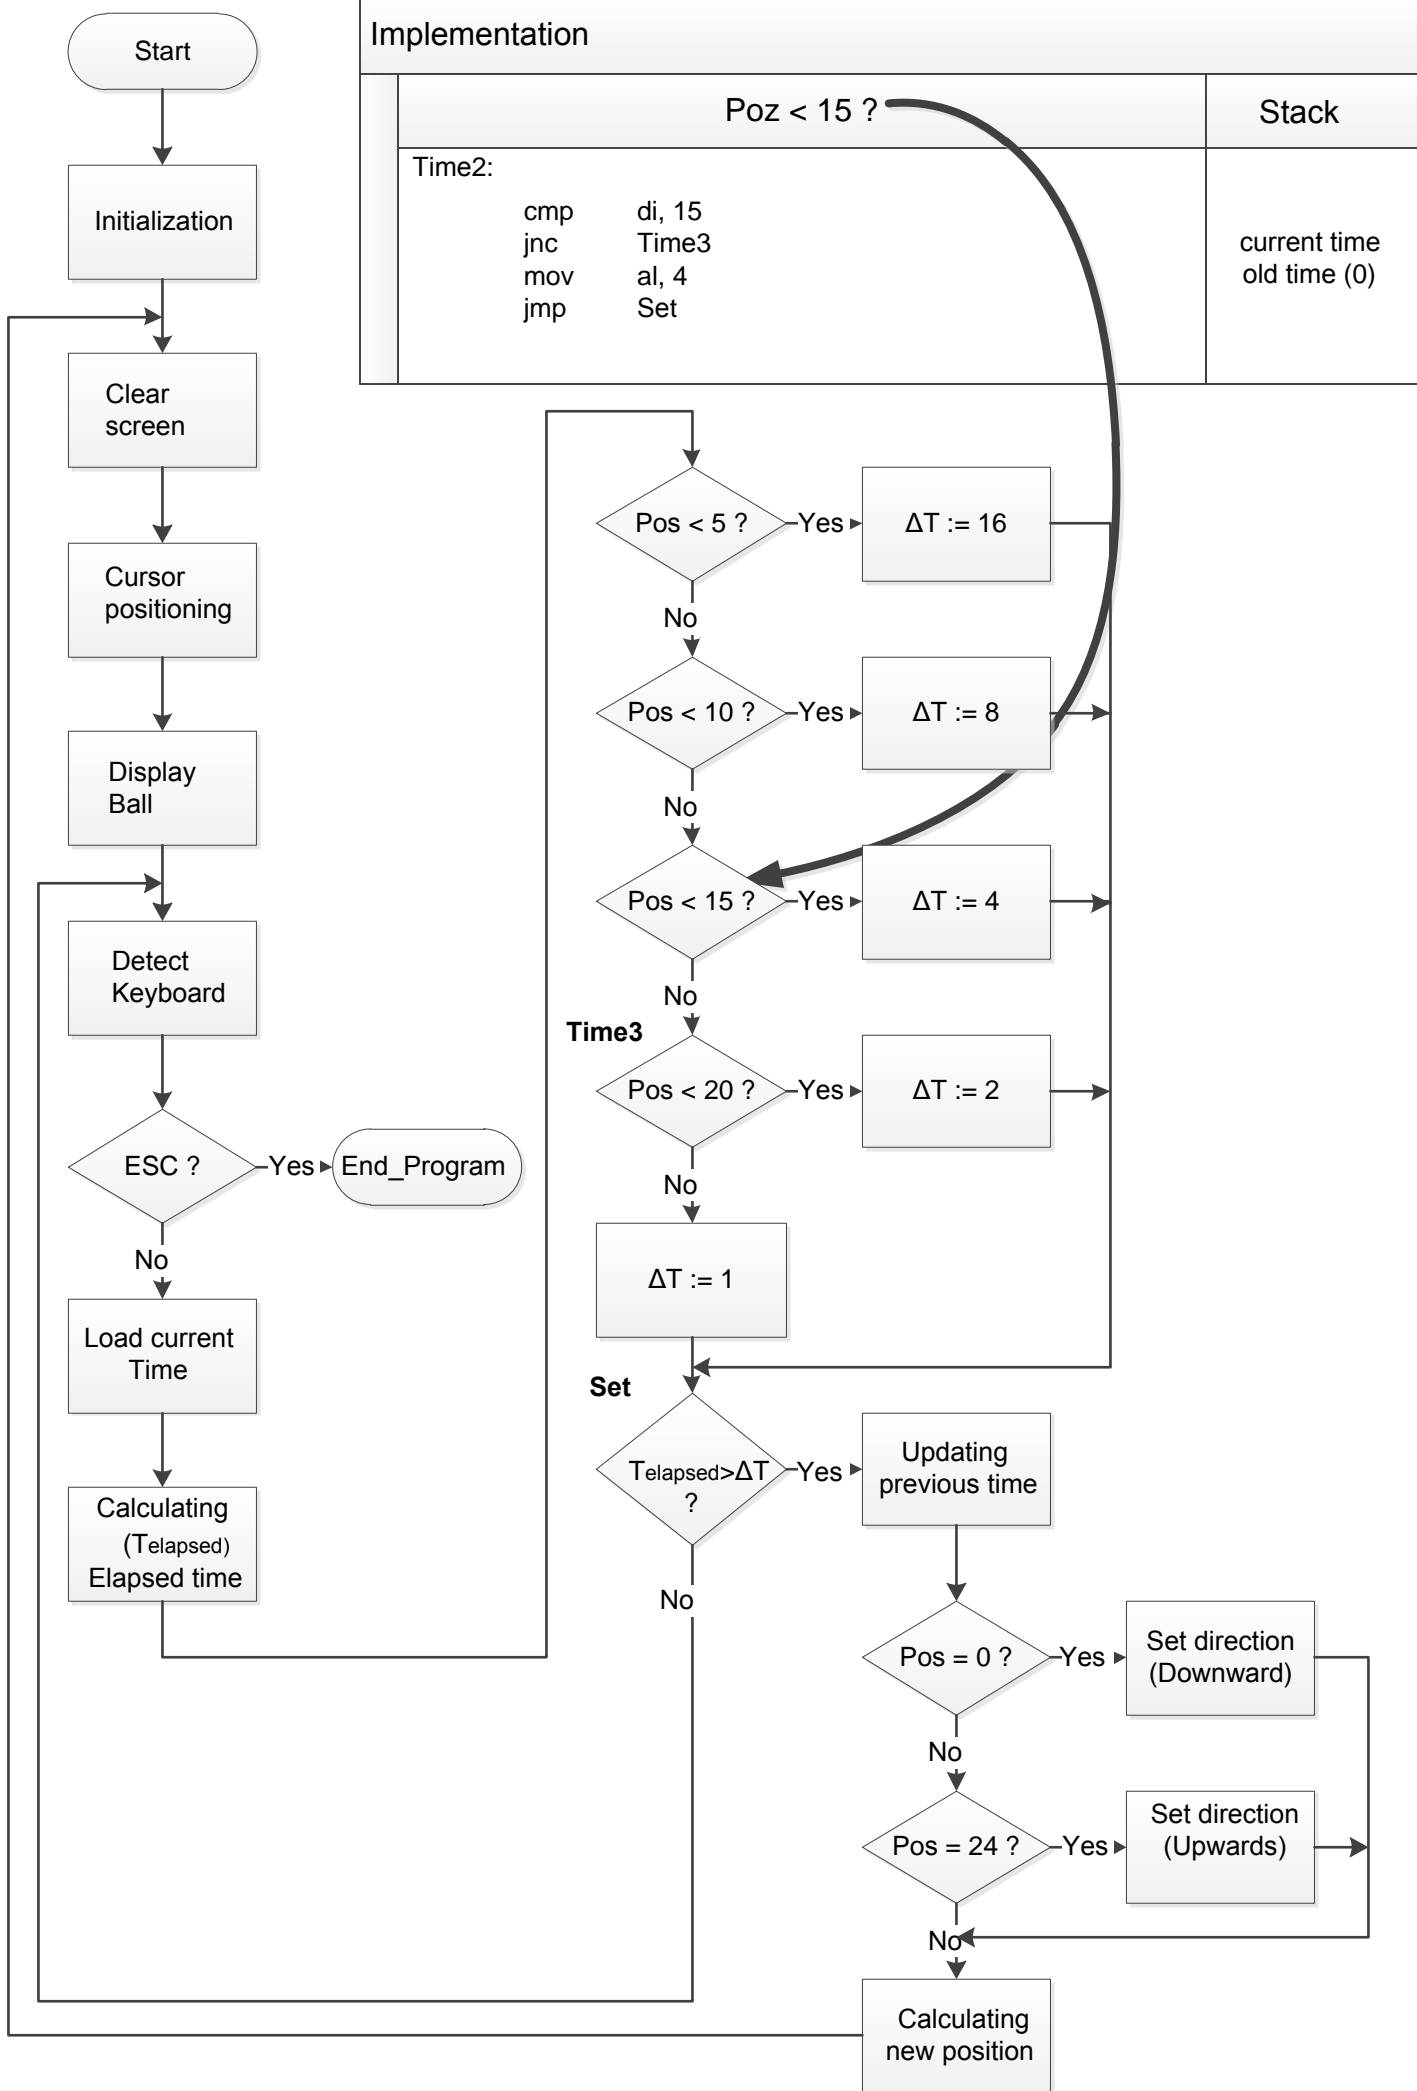 Implementation
Poz < 15 ?
Stack
Time2:
cmp di, 15
jnc Time3
mov al, 4
jmp Set
current time
old time (0)
Start
Initialization
Clear
screen
Cursor
positioning
Display
Ball
Detect
Keyboard
ESC ?
Yes
End_Program
No
Load current
Time
Calculating
(Telapsed)
Elapsed time
Pos < 5 ?
Yes
ΔT := 16
No
Pos < 10 ?
Yes
ΔT := 8
No
Pos < 15 ?
Yes
ΔT := 4
No
Time3
Pos < 20 ?
Yes
ΔT := 2
No
ΔT := 1
Set
Telapsed>ΔT
?
Yes
Updating
previous time
No
Pos = 0 ?
Yes
Set direction
(Downward)
No
Pos = 24 ?
Yes
Set direction
(Upwards)
No
Calculating
new position